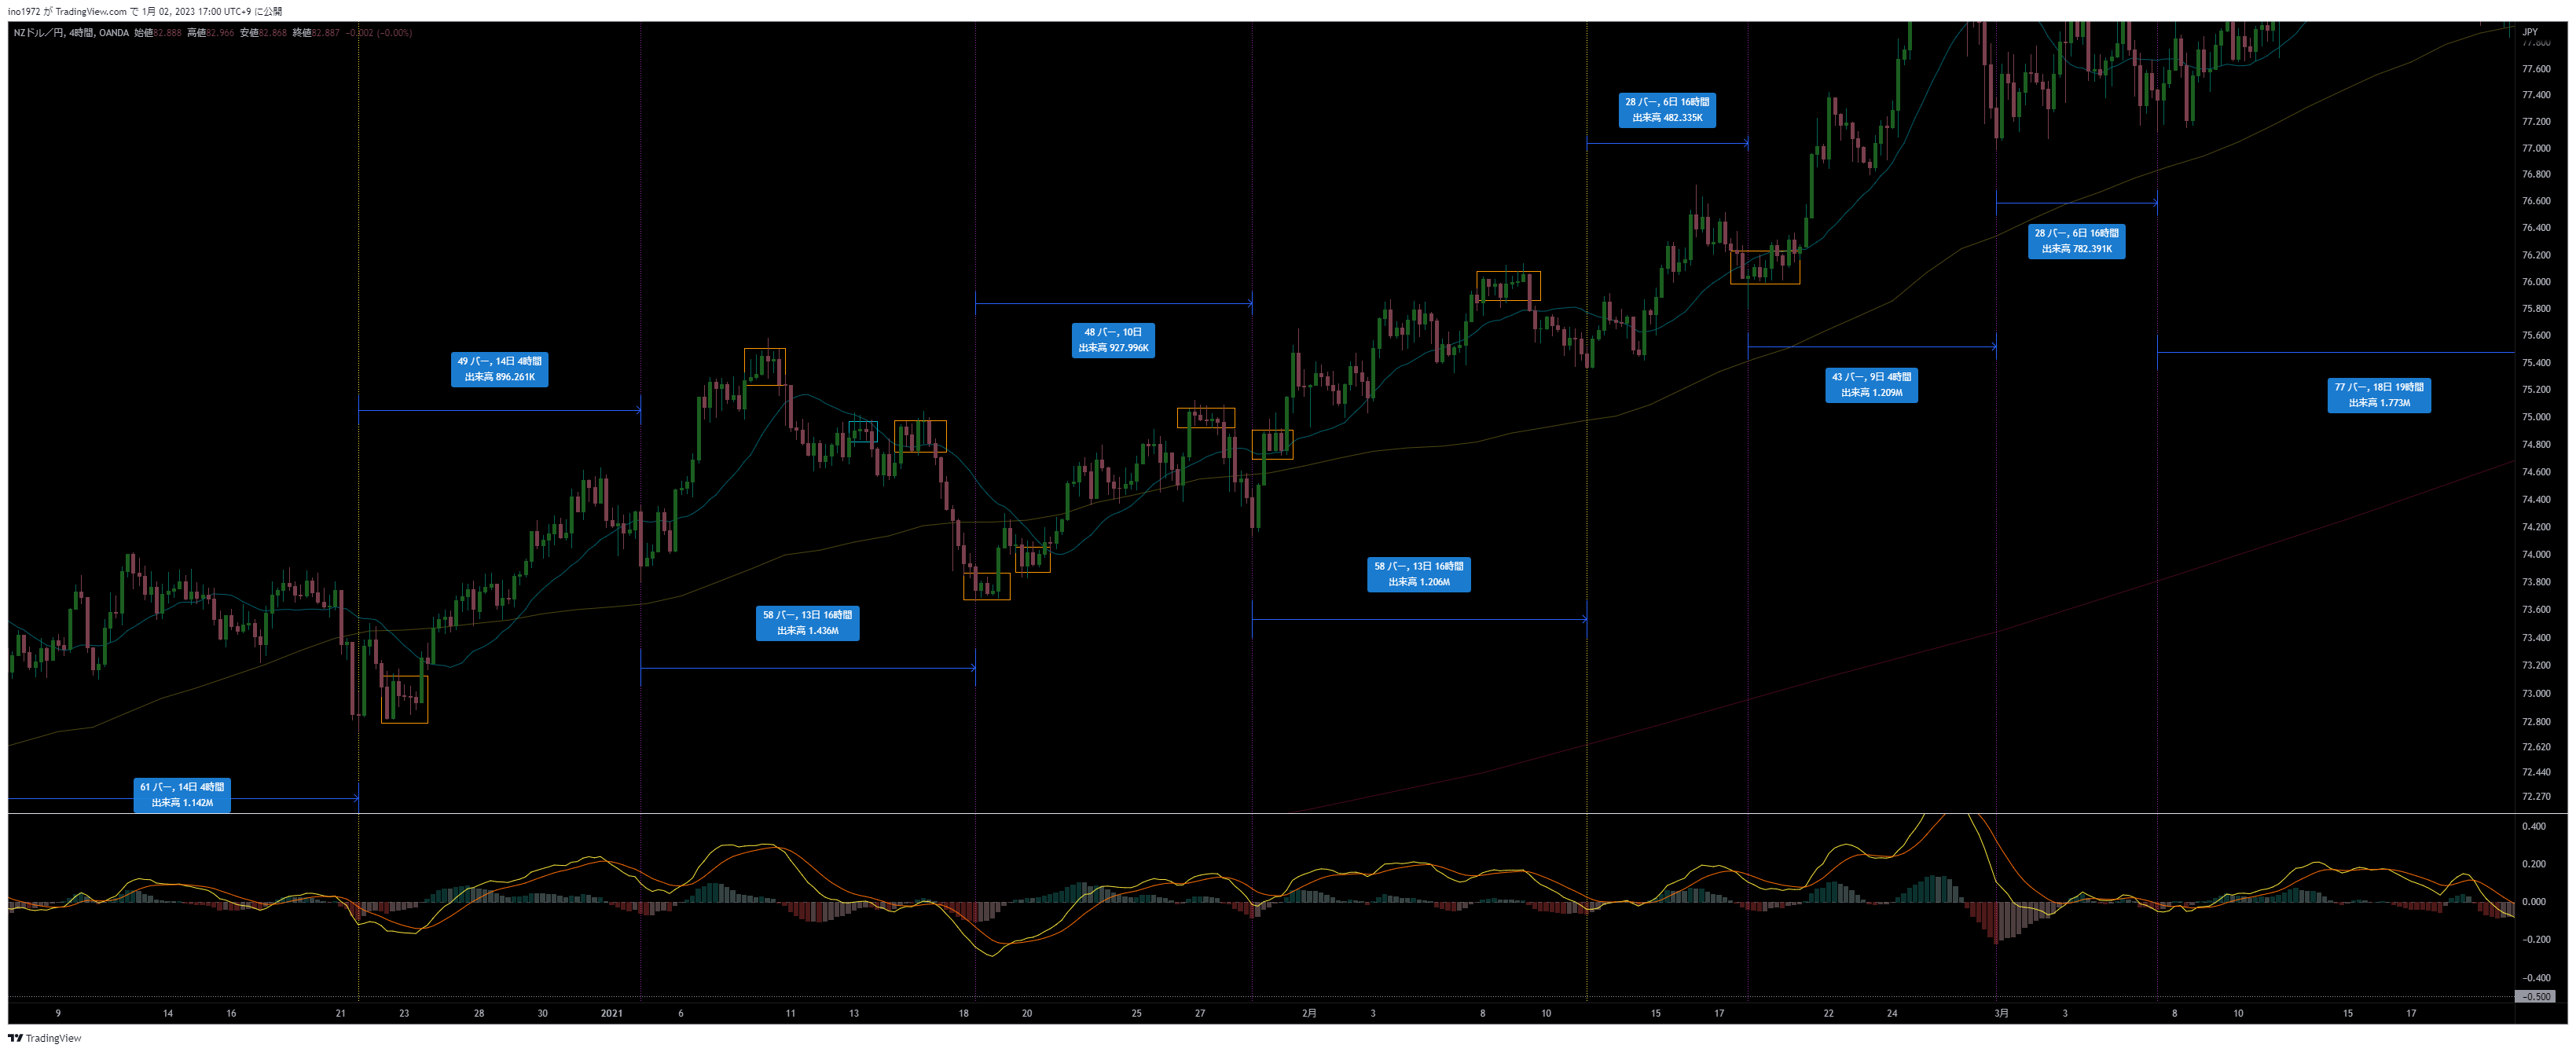 ino1972 が TradingView.com で 1月 02, 2023 17:00 UTC+9 に公開
NZドル／円, 4時間, OANDA 始値82.888 高値82.966 安値82.868 終値82.887 −0.002 (−0.00%)
JPY
77.800
77.600
77.400
77.200
77.000
76.800
76.600
76.400
76.200
76.000
75.800
75.600
75.400
75.200
75.000
74.800
74.600
74.400
74.200
74.000
73.800
73.600
73.400
73.200
73.000
72.800
72.620
72.440
72.270
28 バー, 6日 16時間
出来高 482.335K
28 バー, 6日 16時間
出来高 782.391K
48 バー, 10日
出来高 927.996K
49 バー, 14日 4時間
出来高 896.261K
43 バー, 9日 4時間
出来高 1.209M
77 バー, 18日 19時間
出来高 1.773M
58 バー, 13日 16時間
出来高 1.206M
58 バー, 13日 16時間
出来高 1.436M
61 バー, 14日 4時間
出来高 1.142M
0.400
0.200
0.000
−0.200
−0.400
−0.500
9 14 16 21 23 28 30 2021 6 11 13 18 20 25 27 2月 3 8 10 15 17 22 24 3月 3 8 10 15 17
TradingView